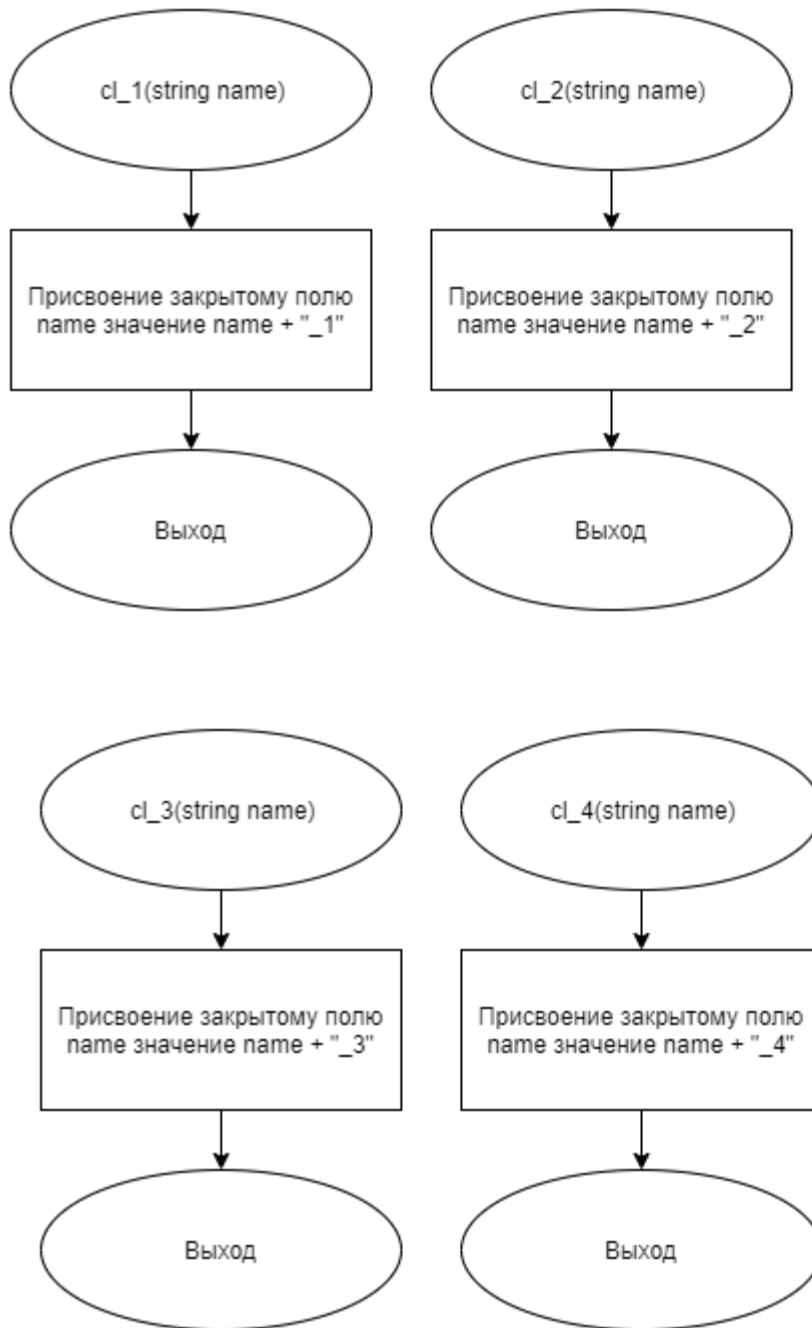 cl_1(string name)
cl_2(string name)
Присвоение закрытому полю
name значение name + "_1"
Присвоение закрытому полю
name значение name + "_2"
Выход
Выход
cl_3(string name)
cl_4(string name)
Присвоение закрытому полю
name значение name + "_3"
Присвоение закрытому полю
name значение name + "_4"
Выход
Выход